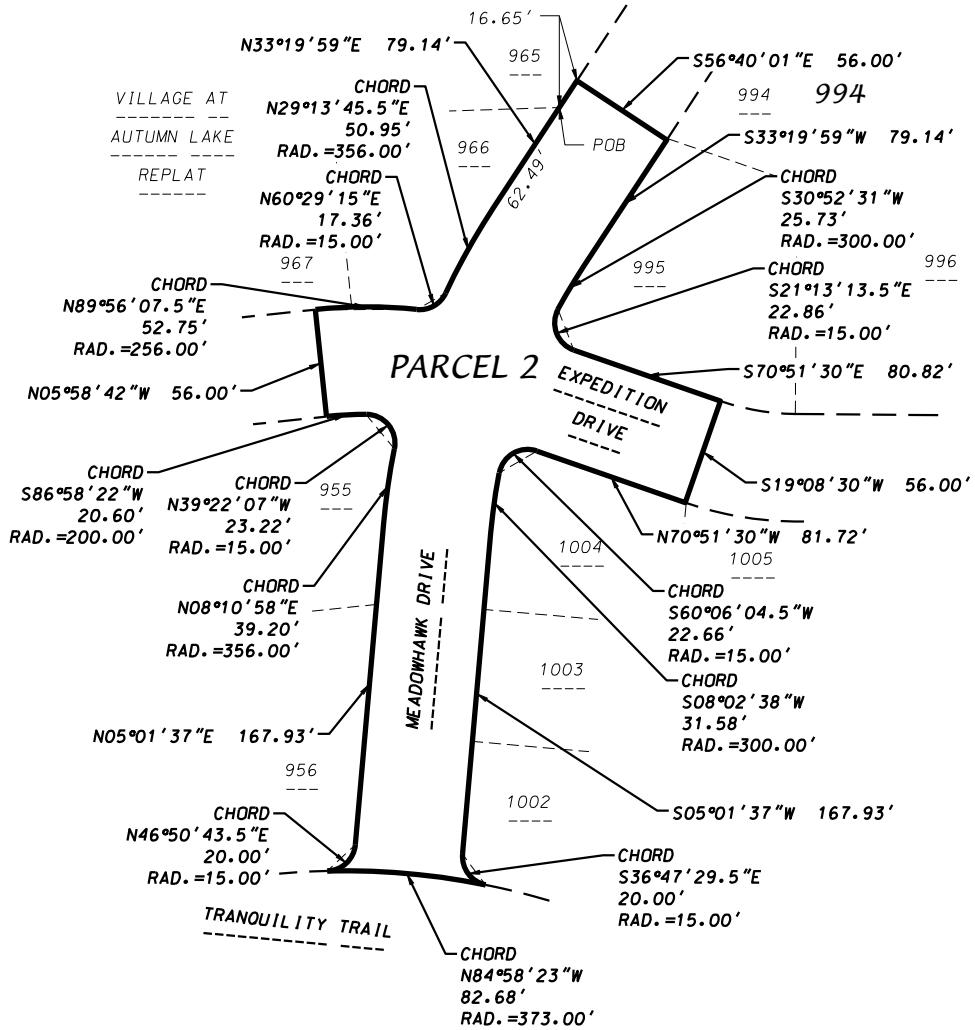 16.65'
N33°19'59"E 79.14'
965
S56°40'01"E 56.00'
VILLAGE AT
AUTUMN LAKE
REPLAT
CHORD
N29°13'45.5"E
50.95'
RAD.=356.00'
994
994
966
POB
S33°19'59"W 79.14'
62.49'
CHORD
N60°29'15"E
17.36'
RAD.=15.00'
CHORD
S30°52'31"W
25.73'
RAD.=300.00'
967
995
996
CHORD
N89°56'07.5"E
52.75'
RAD.=256.00'
CHORD
S21°13'13.5"E
22.86'
RAD.=15.00'
N05°58'42"W 56.00'
PARCEL 2
EXPEDITION
DRIVE
S70°51'30"E 80.82'
CHORD
S86°58'22"W
20.60'
RAD.=200.00'
CHORD
N39°22'07"W
23.22'
RAD.=15.00'
955
S19°08'30"W 56.00'
N70°51'30"W 81.72'
1004
1005
CHORD
N08°10'58"E
39.20'
RAD.=356.00'
MEADOWHAWK DRIVE
CHORD
S60°06'04.5"W
22.66'
RAD.=15.00'
1003
CHORD
S08°02'38"W
31.58'
RAD.=300.00'
N05°01'37"E 167.93'
956
1002
S05°01'37"W 167.93'
CHORD
N46°50'43.5"E
20.00'
RAD.=15.00'
CHORD
S36°47'29.5"E
20.00'
RAD.=15.00'
TRANQUILITY TRAIL
CHORD
N84°58'23"W
82.68'
RAD.=373.00'